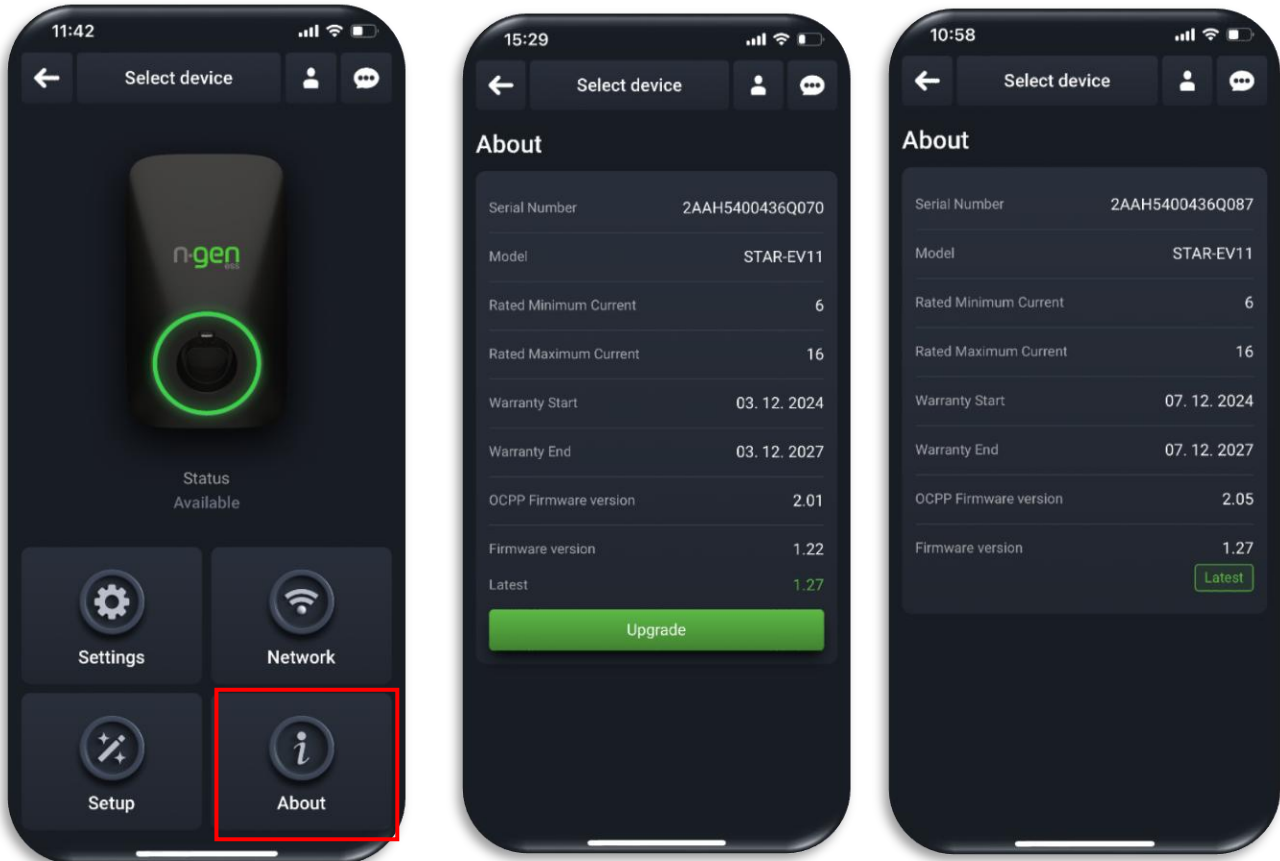 11:42
Select device
n·gen
ess
Status
Available
Settings
Network
Setup
About
15:29
Select device
About
Serial Number 2AAH5400436Q070
Model STAR-EV11
Rated Minimum Current 6
Rated Maximum Current 16
Warranty Start 03. 12. 2024
Warranty End 03. 12. 2027
OCPP Firmware version 2.01
Firmware version 1.22
Latest 1.27
Upgrade
10:58
Select device
About
Serial Number 2AAH5400436Q087
Model STAR-EV11
Rated Minimum Current 6
Rated Maximum Current 16
Warranty Start 07. 12. 2024
Warranty End 07. 12. 2027
OCPP Firmware version 2.05
Firmware version 1.27
Latest